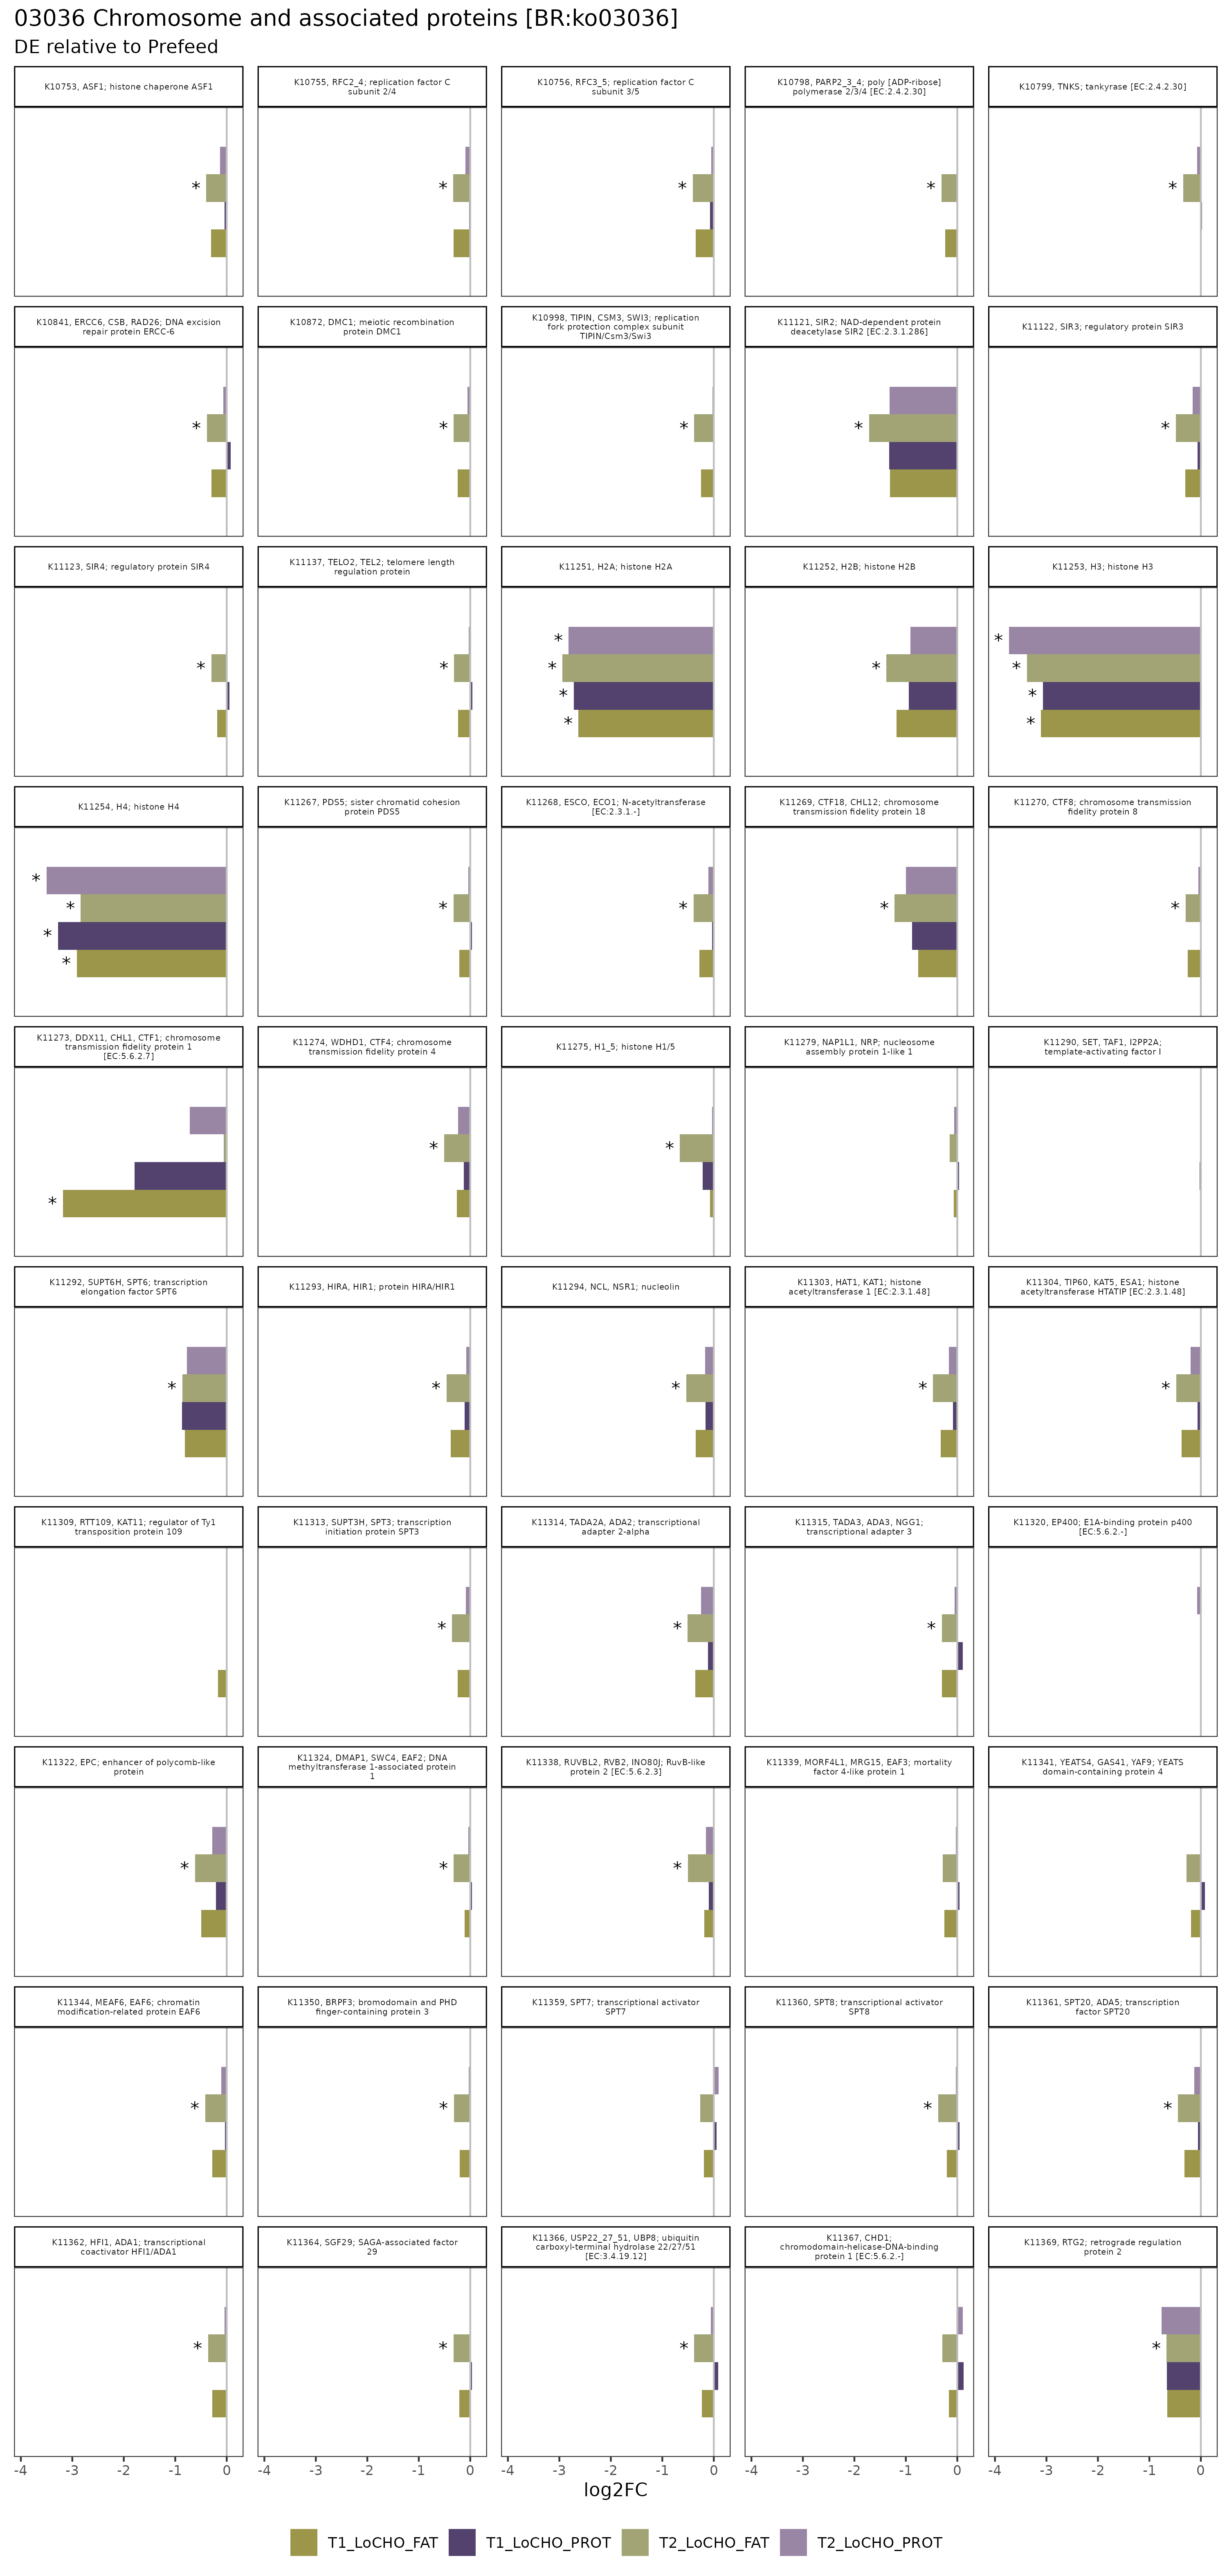 03036 Chromosome and associated proteins [BR:ko03036]
DE relative to Prefeed
K10753, ASF1; histone chaperone ASF1
K10755, RFC2_4; replication factor C
subunit 2/4
K10756, RFC3_5; replication factor C
subunit 3/5
K10798, PARP2_3_4; poly [ADP-ribose]
polymerase 2/3/4 [EC:2.4.2.30]
K10799, TNKS; tankyrase [EC:2.4.2.30]
*
*
*
*
*
K10841, ERCC6, CSB, RAD26; DNA excision
repair protein ERCC-6
K10872, DMC1; meiotic recombination
protein DMC1
K10998, TIPIN, CSM3, SWI3; replication
fork protection complex subunit
TIPIN/Csm3/Swi3
K11121, SIR2; NAD-dependent protein
deacetylase SIR2 [EC:2.3.1.286]
K11122, SIR3; regulatory protein SIR3
*
*
*
*
*
K11123, SIR4; regulatory protein SIR4
K11137, TELO2, TEL2; telomere length
regulation protein
K11251, H2A; histone H2A
K11252, H2B; histone H2B
K11253, H3; histone H3
*
*
*
*
*
*
*
*
*
*
*
K11254, H4; histone H4
K11267, PDS5; sister chromatid cohesion
protein PDS5
K11268, ESCO, ECO1; N-acetyltransferase
[EC:2.3.1.-]
K11269, CTF18, CHL12; chromosome
transmission fidelity protein 18
K11270, CTF8; chromosome transmission
fidelity protein 8
*
*
*
*
*
*
*
*
K11273, DDX11, CHL1, CTF1; chromosome
transmission fidelity protein 1
[EC:5.6.2.7]
K11274, WDHD1, CTF4; chromosome
transmission fidelity protein 4
K11275, H1_5; histone H1/5
K11279, NAP1L1, NRP; nucleosome
assembly protein 1-like 1
K11290, SET, TAF1, I2PP2A;
template-activating factor I
*
*
*
K11292, SUPT6H, SPT6; transcription
elongation factor SPT6
K11293, HIRA, HIR1; protein HIRA/HIR1
K11294, NCL, NSR1; nucleolin
K11303, HAT1, KAT1; histone
acetyltransferase 1 [EC:2.3.1.48]
K11304, TIP60, KAT5, ESA1; histone
acetyltransferase HTATIP [EC:2.3.1.48]
*
*
*
*
*
K11309, RTT109, KAT11; regulator of Ty1
transposition protein 109
K11313, SUPT3H, SPT3; transcription
initiation protein SPT3
K11314, TADA2A, ADA2; transcriptional
adapter 2-alpha
K11315, TADA3, ADA3, NGG1;
transcriptional adapter 3
K11320, EP400; E1A-binding protein p400
[EC:5.6.2.-]
*
*
*
K11322, EPC; enhancer of polycomb-like
protein
K11324, DMAP1, SWC4, EAF2; DNA
methyltransferase 1-associated protein
1
K11338, RUVBL2, RVB2, INO80J; RuvB-like
protein 2 [EC:5.6.2.3]
K11339, MORF4L1, MRG15, EAF3; mortality
factor 4-like protein 1
K11341, YEATS4, GAS41, YAF9; YEATS
domain-containing protein 4
*
*
*
K11344, MEAF6, EAF6; chromatin
modification-related protein EAF6
K11350, BRPF3; bromodomain and PHD
finger-containing protein 3
K11359, SPT7; transcriptional activator
SPT7
K11360, SPT8; transcriptional activator
SPT8
K11361, SPT20, ADA5; transcription
factor SPT20
*
*
*
*
K11362, HFI1, ADA1; transcriptional
coactivator HFI1/ADA1
K11364, SGF29; SAGA-associated factor
29
K11366, USP22_27_51, UBP8; ubiquitin
carboxyl-terminal hydrolase 22/27/51
[EC:3.4.19.12]
K11367, CHD1;
chromodomain-helicase-DNA-binding
protein 1 [EC:5.6.2.-]
K11369, RTG2; retrograde regulation
protein 2
*
*
*
*
-4 -3 -2 -1 0 -4 -3 -2 -1 0 -4 -3 -2 -1 0 -4 -3 -2 -1 0 -4 -3 -2 -1 0
log2FC
T1_LoCHO_FAT T1_LoCHO_PROT T2_LoCHO_FAT T2_LoCHO_PROT